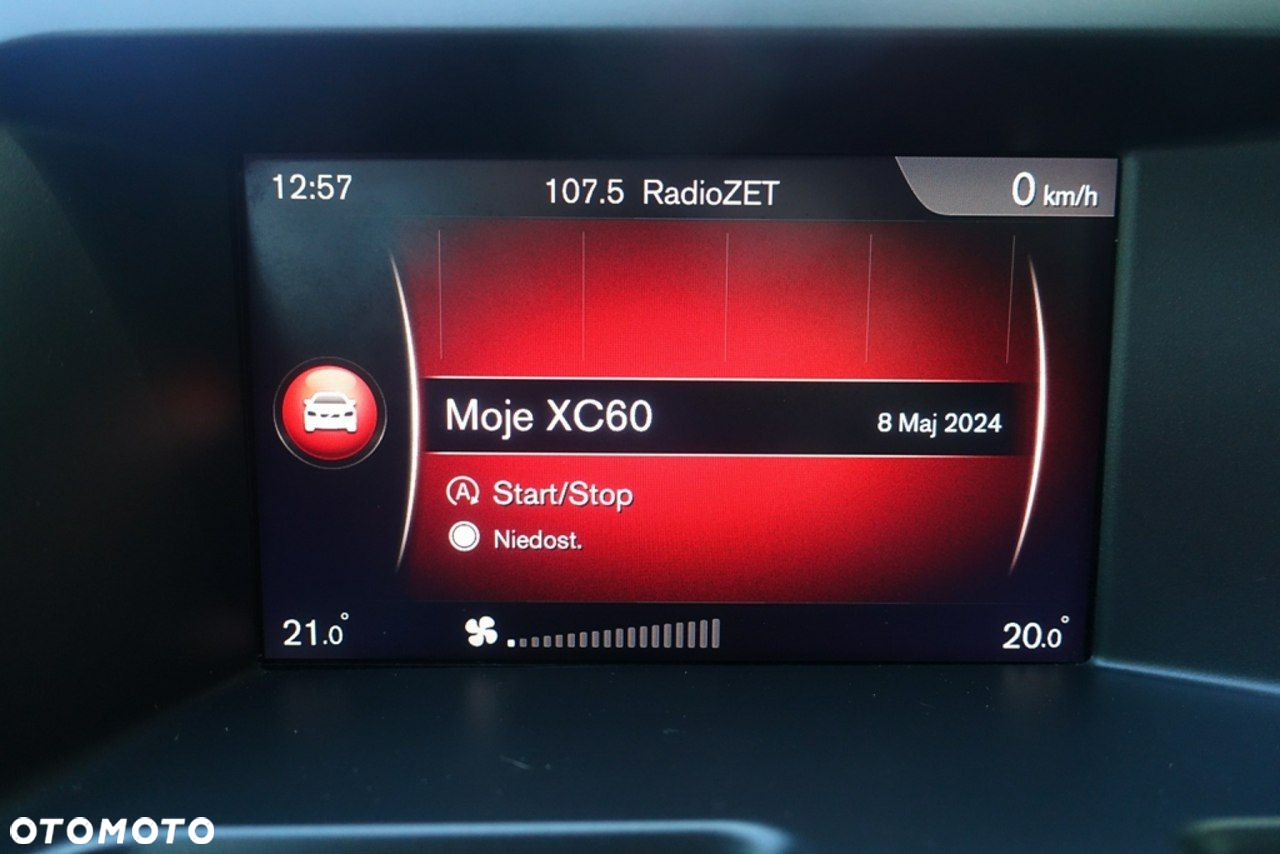 12:57 107.5 RadioZET 0 km/h
Moje XC60 8 Maj 2024
A Start/Stop
Niedost.
21.0° 20.0°
OTOMOTO